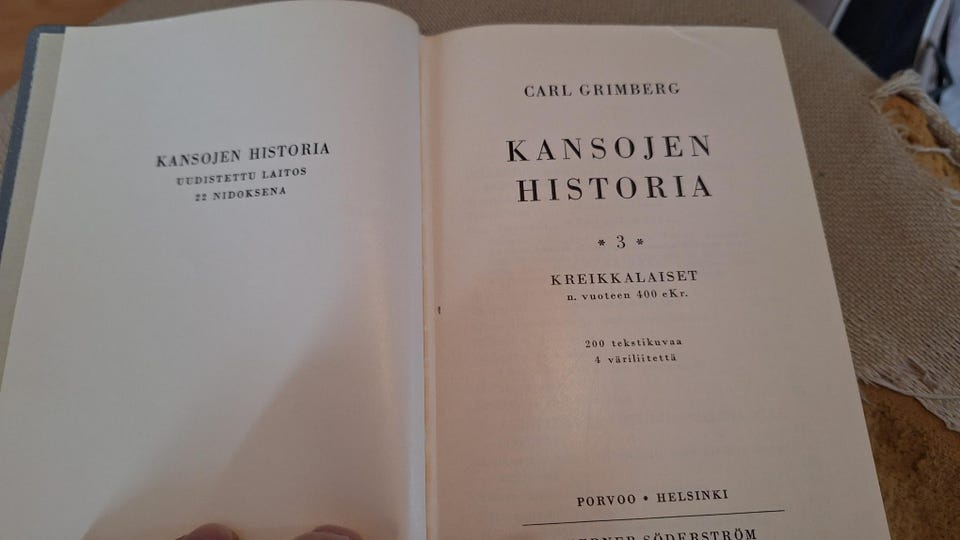 KANSOJEN HISTORIA
UUDISTETTU LAITOS
22 NIDOKSENA
CARL GRIMBERG
KANSOJEN
HISTORIA
* 3 *
KREIKKALAISET
n. vuoteen 400 eKr.
200 tekstikuvaa
4 väriliitettä
PORVOO • HELSINKI
SÖDERSTRÖM